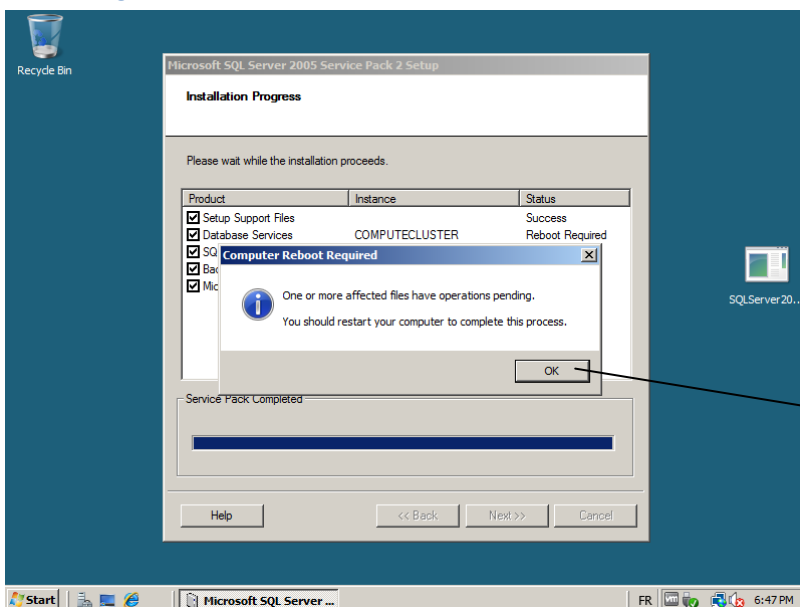 Recycle Bin
Microsoft SQL Server 2005 Service Pack 2 Setup
Installation Progress
Please wait while the installation proceeds.
Product Instance Status
Setup Support Files Success
Database Services COMPUTECLUSTER Reboot Required
SQ
Computer Reboot Required
Bac
Mic
One or more affected files have operations pending.
You should restart your computer to complete this process.
OK
SQLServer20...
Service Pack Completed
Help << Back Next >> Cancel
Start Microsoft SQL Server ... FR 6:47 PM